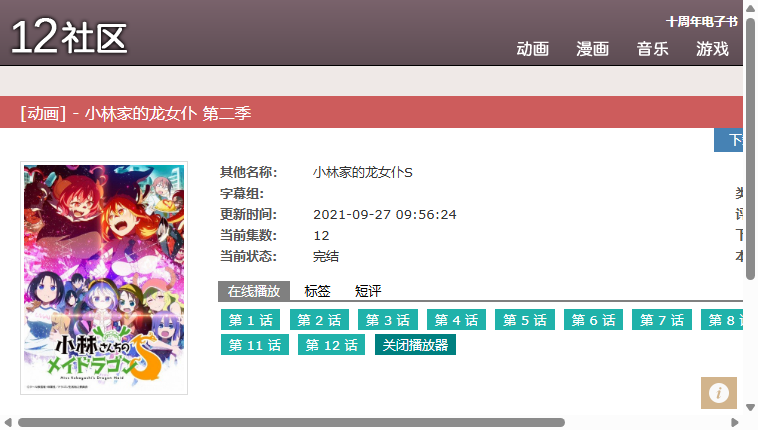 12社区
十周年电子书
动画 漫画 音乐 游戏
[动画] - 小林家的龙女仆 第二季
其他名称: 小林家的龙女仆S
字幕组:
更新时间: 2021-09-27 09:56:24
当前集数: 12
当前状态: 完结
在线播放 标签 短评
第 1 话 第 2 话 第 3 话 第 4 话 第 5 话 第 6 话 第 7 话 第 8
第 11 话 第 12 话 关闭播放器
小林さんちの
メイドラゴンS
Miss Kobayashi's Dragon Maid